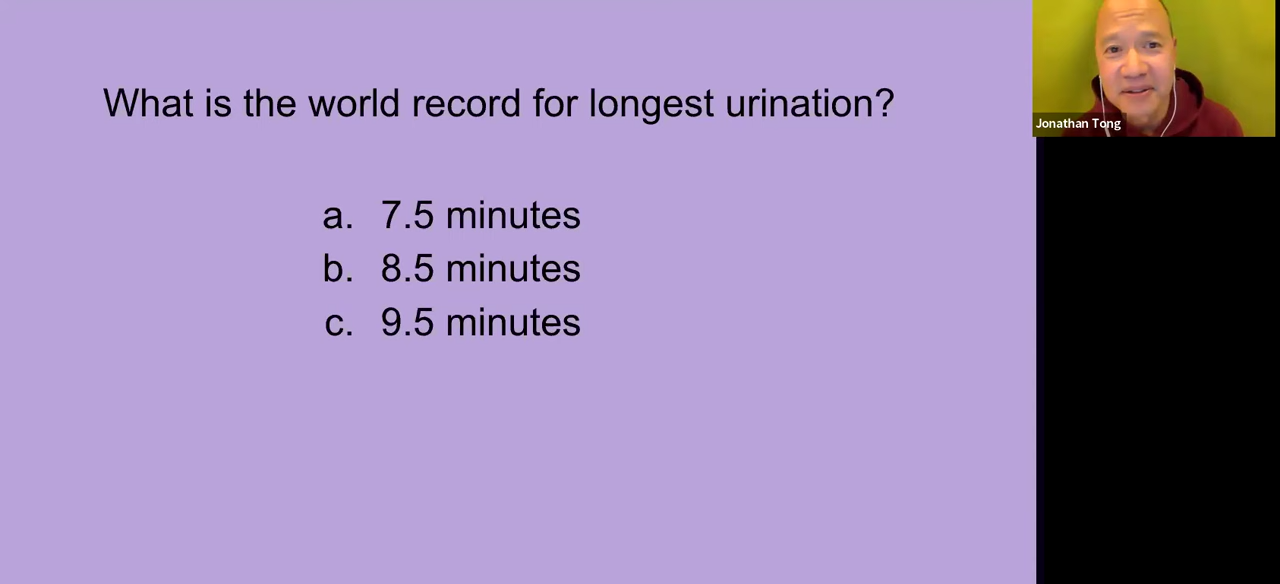 What is the world record for longest urination?
a. 7.5 minutes
b. 8.5 minutes
c. 9.5 minutes
Jonathan Tong